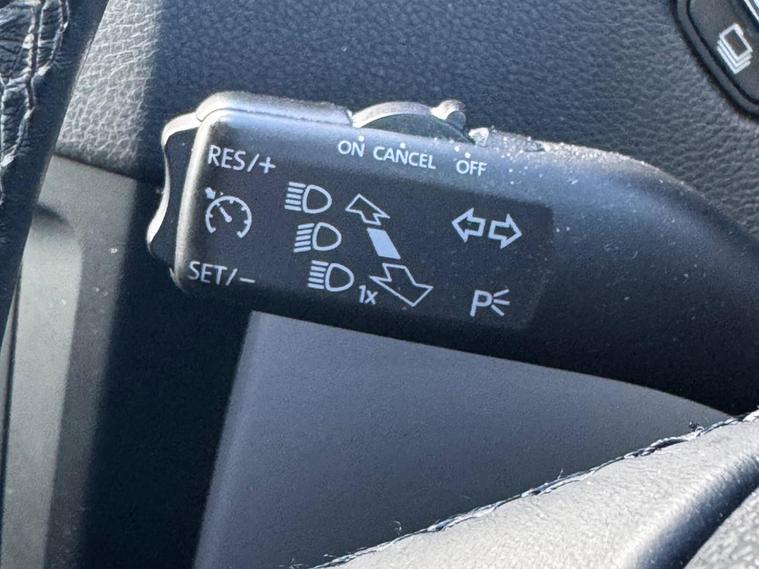 ON CANCEL OFF
RES/+
SET/-
1x
P